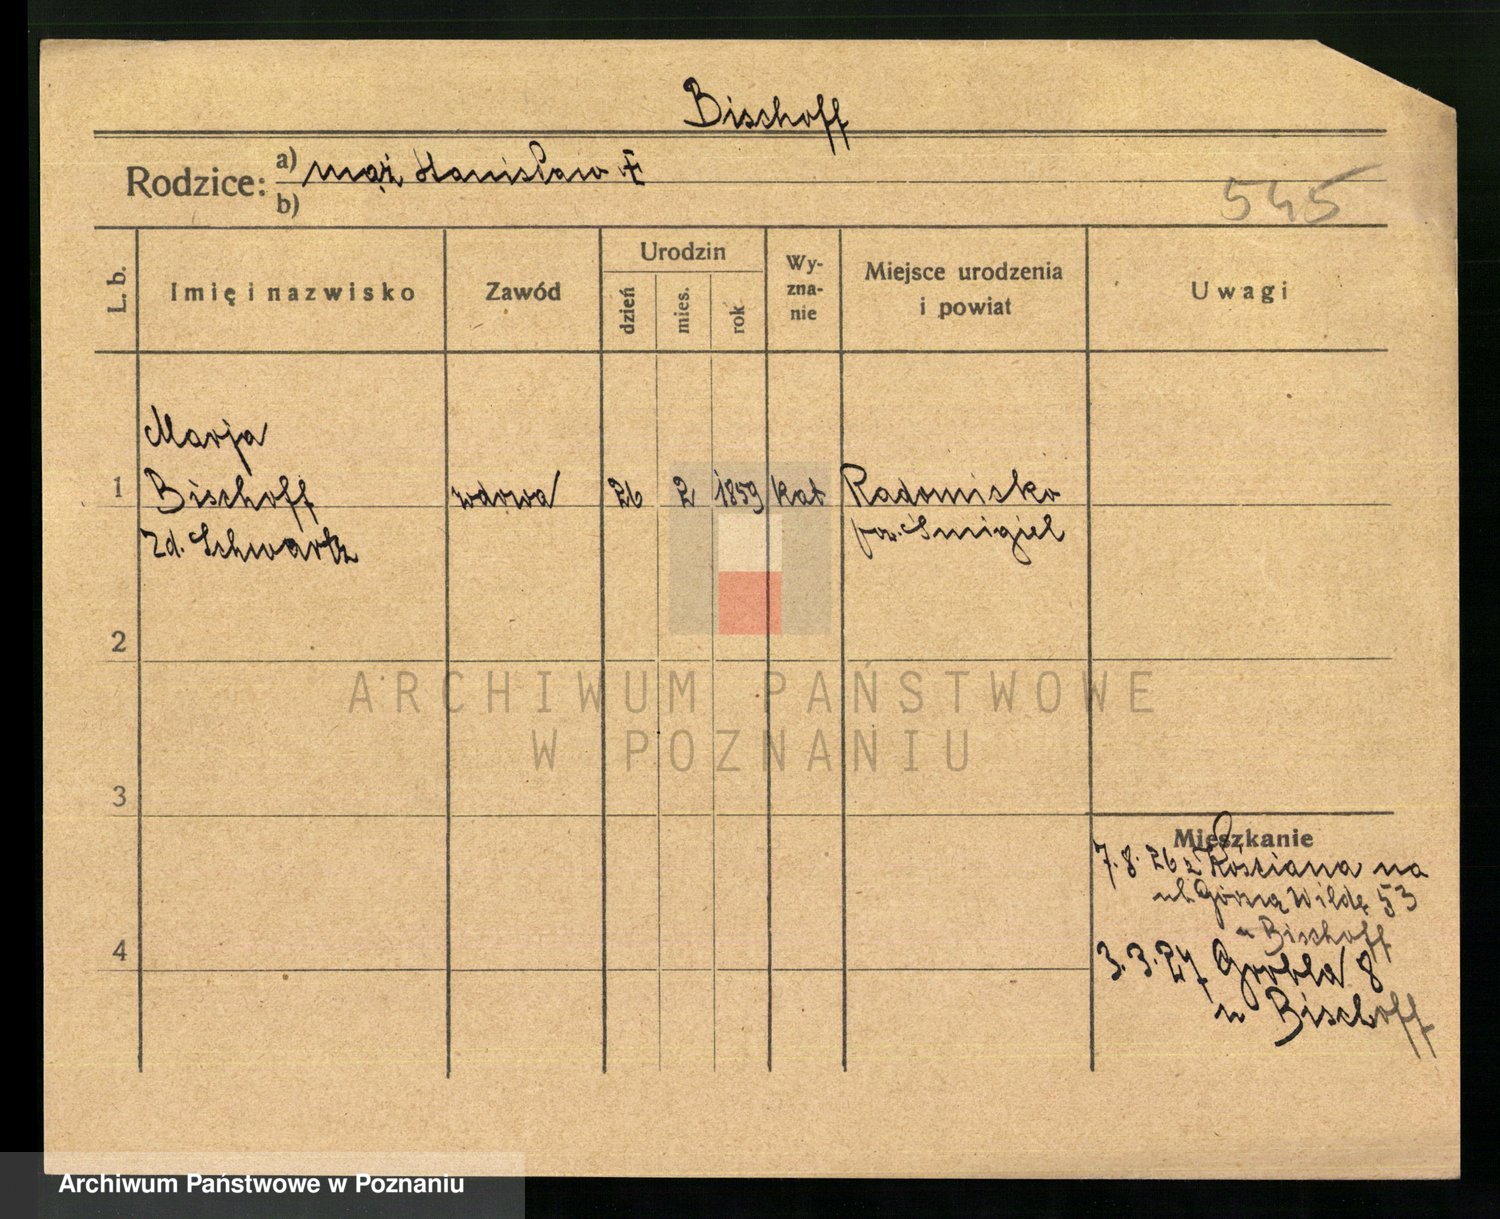 Bischoff
Rodzice: a) mąż Stanisław †
b)
545
L. b.
Imię i nazwisko
Zawód
Urodzin
dzień
mies.
rok
Wy-
zna-
nie
Miejsce urodzenia
i powiat
Uwagi
Marja
1 Bischoff wdowa 26 2 1859 kat Radomisko
zd. Schwartz pow. Śmigiel
2
ARCHIWUM PAŃSTWOWE
W POZNANIU
3
Mieszkanie
7. 8. 26 z Kościana na
ul. Górną Wildę 53
u Bischoff
4
3. 3. 27 Grobla 8
u Bischoff
Archiwum Państwowe w Poznaniu